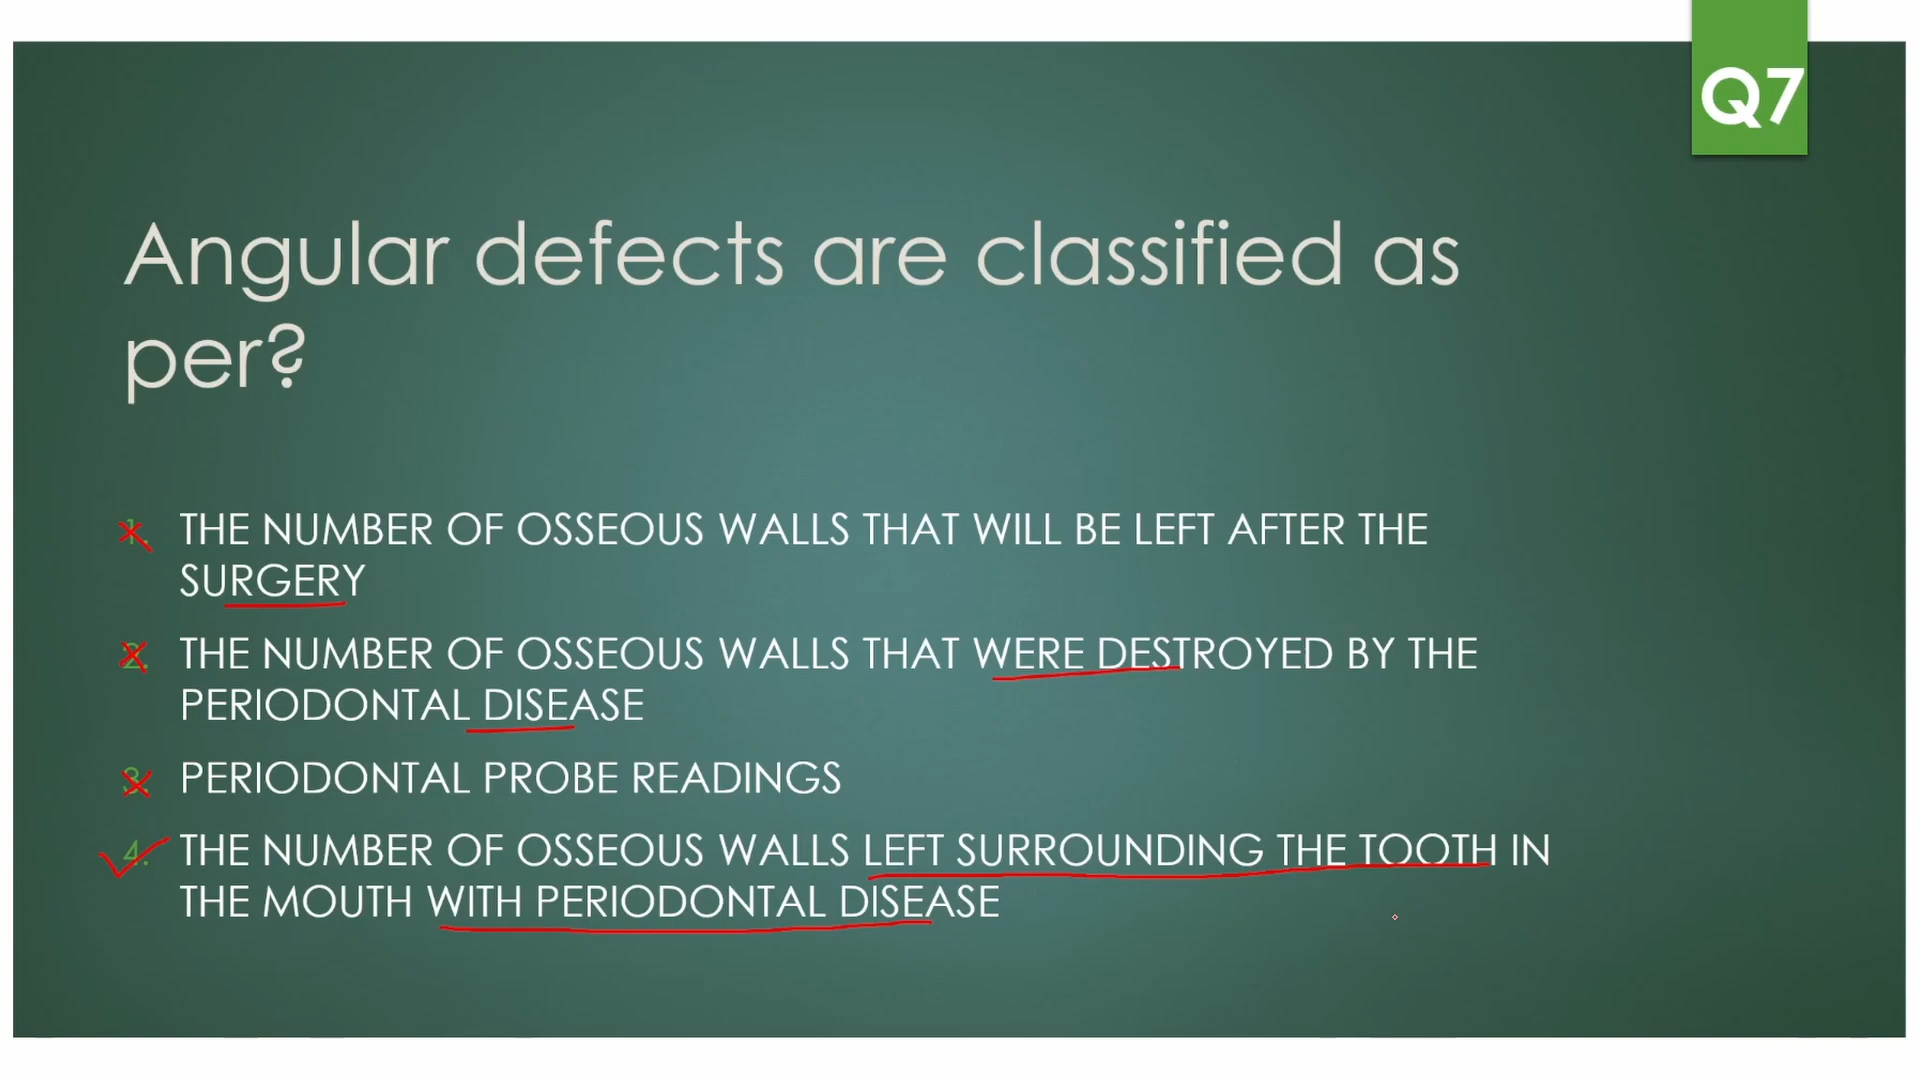 Q7
Angular defects are classified as
per?
1. THE NUMBER OF OSSEOUS WALLS THAT WILL BE LEFT AFTER THE
SURGERY
2. THE NUMBER OF OSSEOUS WALLS THAT WERE DESTROYED BY THE
PERIODONTAL DISEASE
3. PERIODONTAL PROBE READINGS
4. THE NUMBER OF OSSEOUS WALLS LEFT SURROUNDING THE TOOTH IN
THE MOUTH WITH PERIODONTAL DISEASE